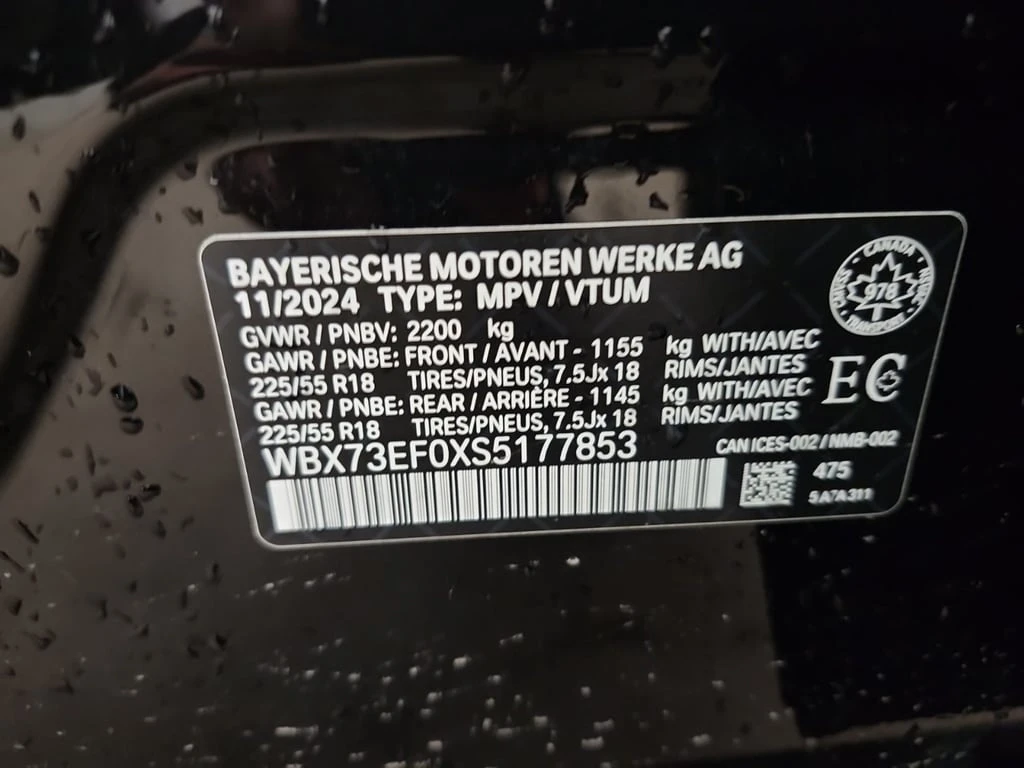 BAYERISCHE MOTOREN WERKE AG
11/2024 TYPE: MPV / VTUM
GVWR / PNBV: 2200 kg
GAWR / PNBE: FRONT / AVANT - 1155 kg WITH/AVEC
225/55 R18 TIRES/PNEUS, 7.5Jx 18 RIMS/JANTES
GAWR / PNBE: REAR / ARRIÈRE - 1145 kg WITH/AVEC
225/55 R18 TIRES/PNEUS, 7.5Jx 18 RIMS/JANTES
WBX73EF0XS5177853
CANADA
978
TRANSPORTS
EC
CAN ICES-002 / NMB-002
475
5A7A311